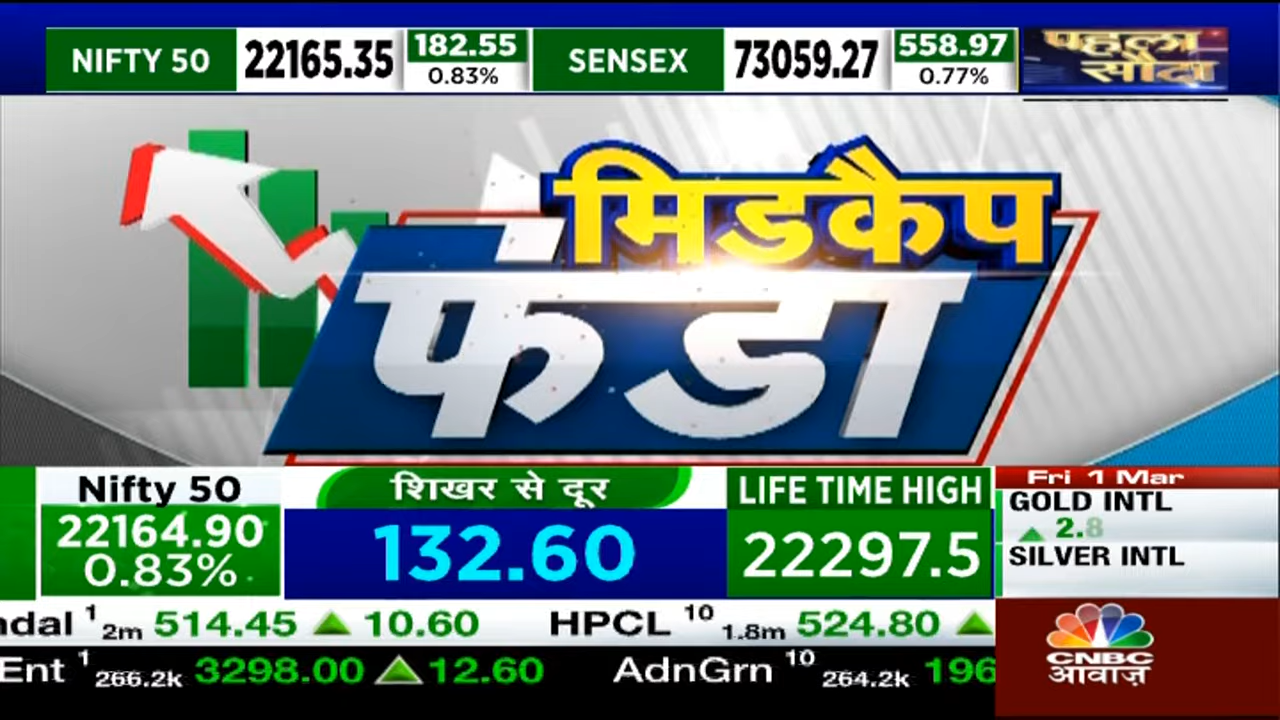 NIFTY 50 22165.35 182.55 0.83% SENSEX 73059.27 558.97 0.77% पहला सौदा
मिडकैप
फंडा
Nifty 50 शिखर से दूर LIFE TIME HIGH Fri 1 Mar
22164.90 132.60 22297.5 GOLD INTL
0.83% 2.8
SILVER INTL
ndal 1 2m 514.45 10.60 HPCL 10 1.8m 524.80
Ent 1 266.2k 3298.00 12.60 AdnGrn 10 264.2k 196
CNBC
आवाज़